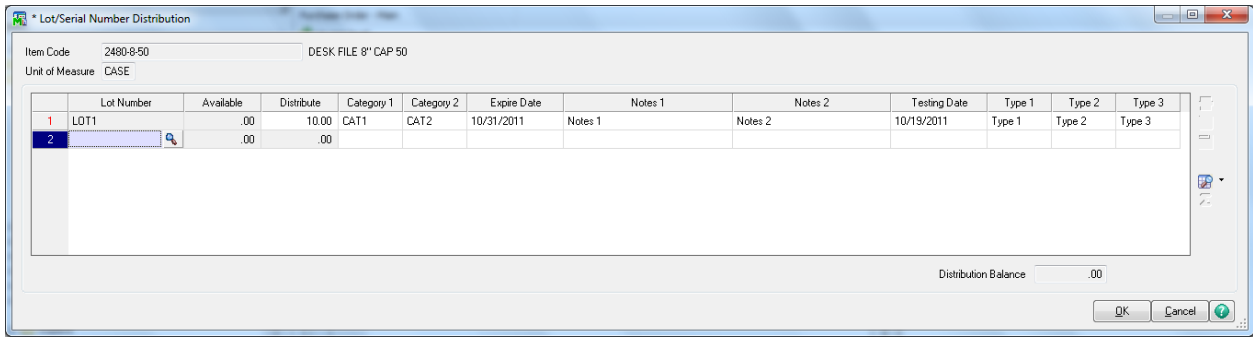 * Lot/Serial Number Distribution
Item Code 2480-8-50 DESK FILE 8" CAP 50
Unit of Measure CASE
Lot Number Available Distribute Category 1 Category 2 Expire Date Notes 1 Notes 2 Testing Date Type 1 Type 2 Type 3
1 LOT1 .00 10.00 CAT1 CAT2 10/31/2011 Notes 1 Notes 2 10/19/2011 Type 1 Type 2 Type 3
2 .00 .00
Distribution Balance .00
OK Cancel